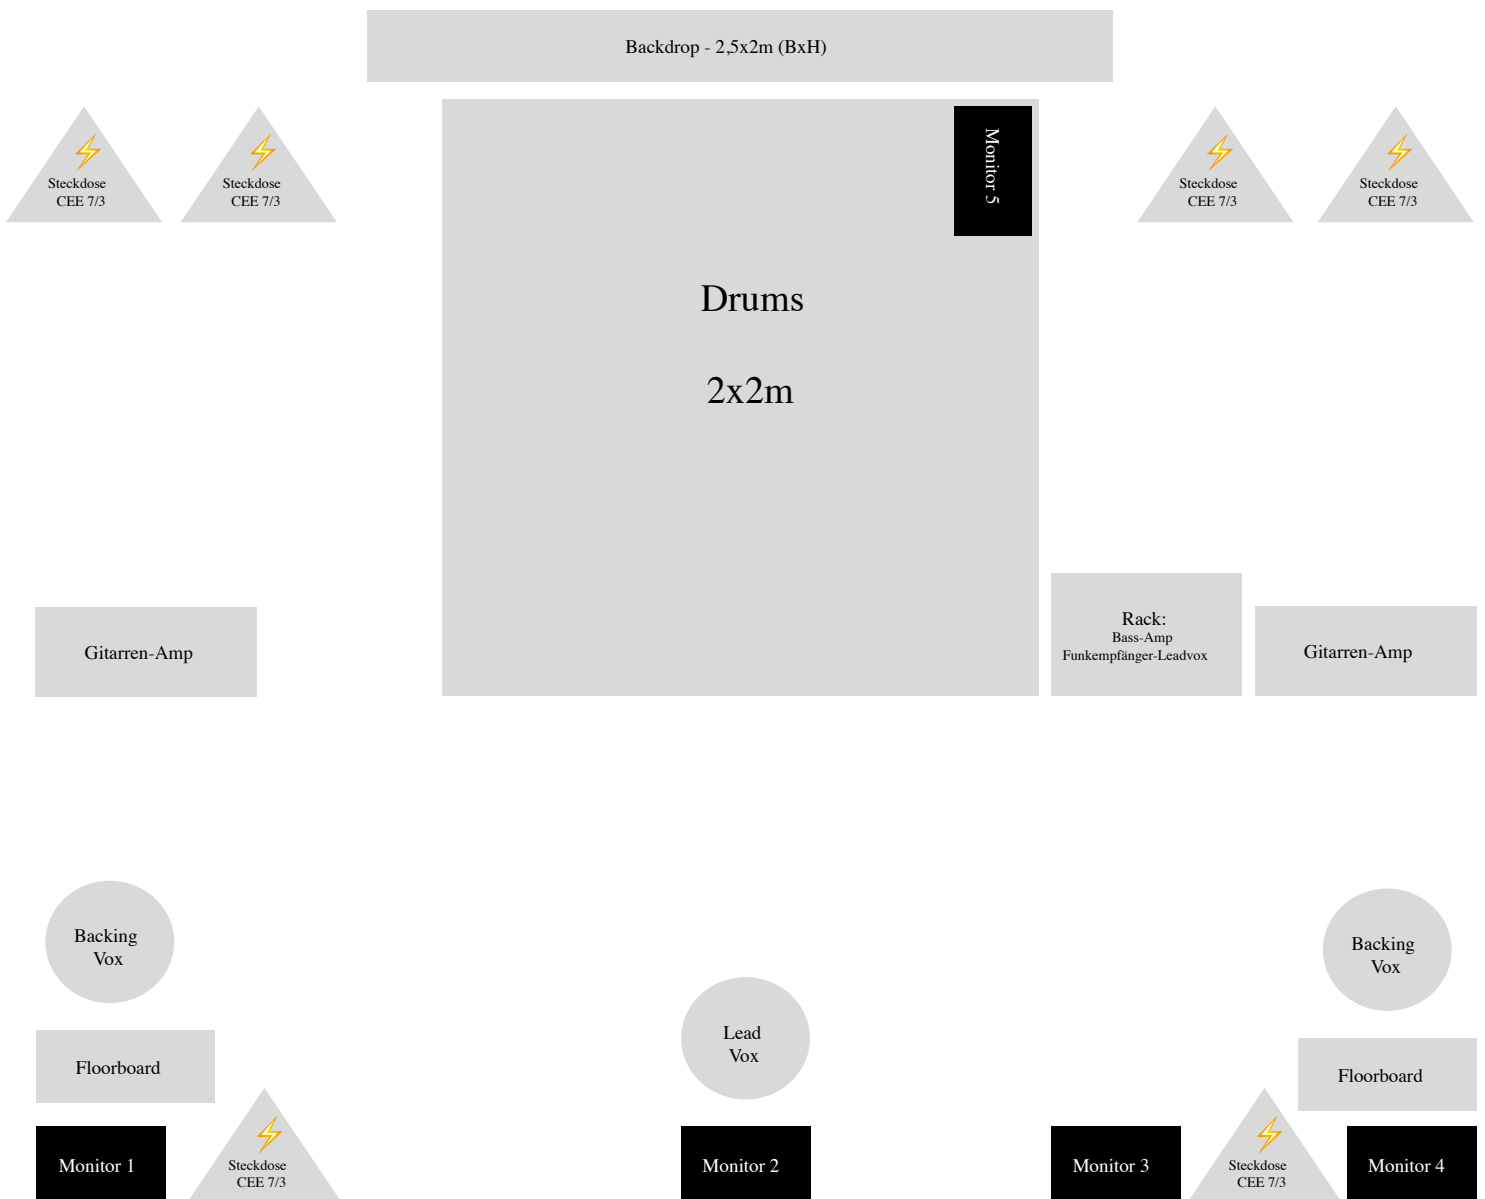 Backdrop - 2,5x2m (BxH)
Steckdose
CEE 7/3
Steckdose
CEE 7/3
Monitor 5
Steckdose
CEE 7/3
Steckdose
CEE 7/3
Drums
2x2m
Gitarren-Amp
Rack:
Bass-Amp
Funkempfänger-Leadvox
Gitarren-Amp
Backing
Vox
Backing
Vox
Lead
Vox
Floorboard
Floorboard
Monitor 1
Steckdose
CEE 7/3
Monitor 2
Monitor 3
Steckdose
CEE 7/3
Monitor 4